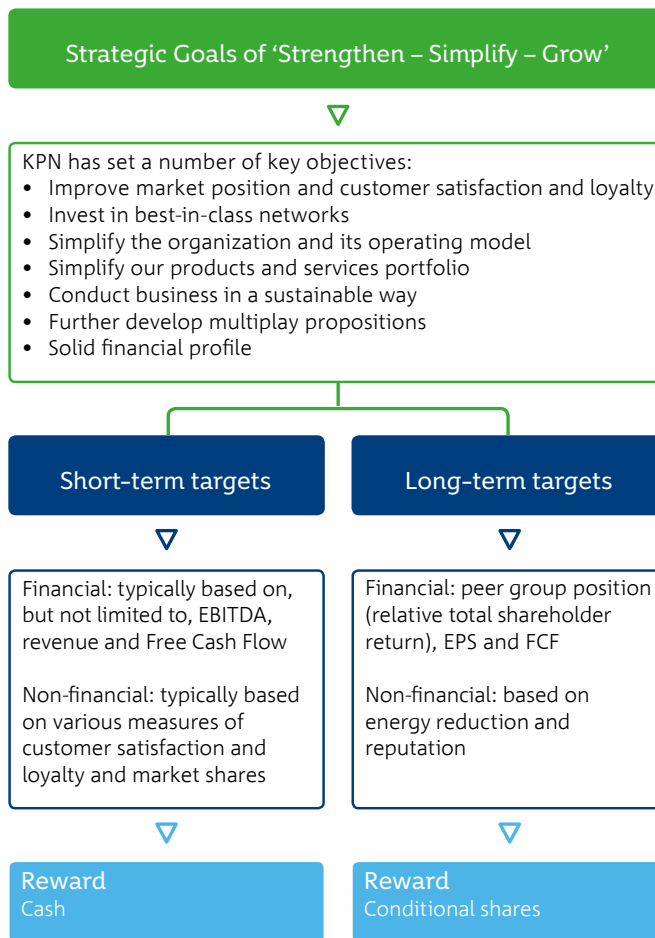 Strategic Goals of ‘Strengthen – Simplify – Grow’
KPN has set a number of key objectives:
• Improve market position and customer satisfaction and loyalty
• Invest in best-in-class networks
• Simplify the organization and its operating model
• Simplify our products and services portfolio
• Conduct business in a sustainable way
• Further develop multiplay propositions
• Solid financial profile
Short-term targets
Financial: typically based on,
but not limited to, EBITDA,
revenue and Free Cash Flow
Non-financial: typically based
on various measures of
customer satisfaction and
loyalty and market shares
Reward
Cash
Long-term targets
Financial: peer group position
(relative total shareholder
return), EPS and FCF
Non-financial: based on
energy reduction and
reputation
Reward
Conditional shares